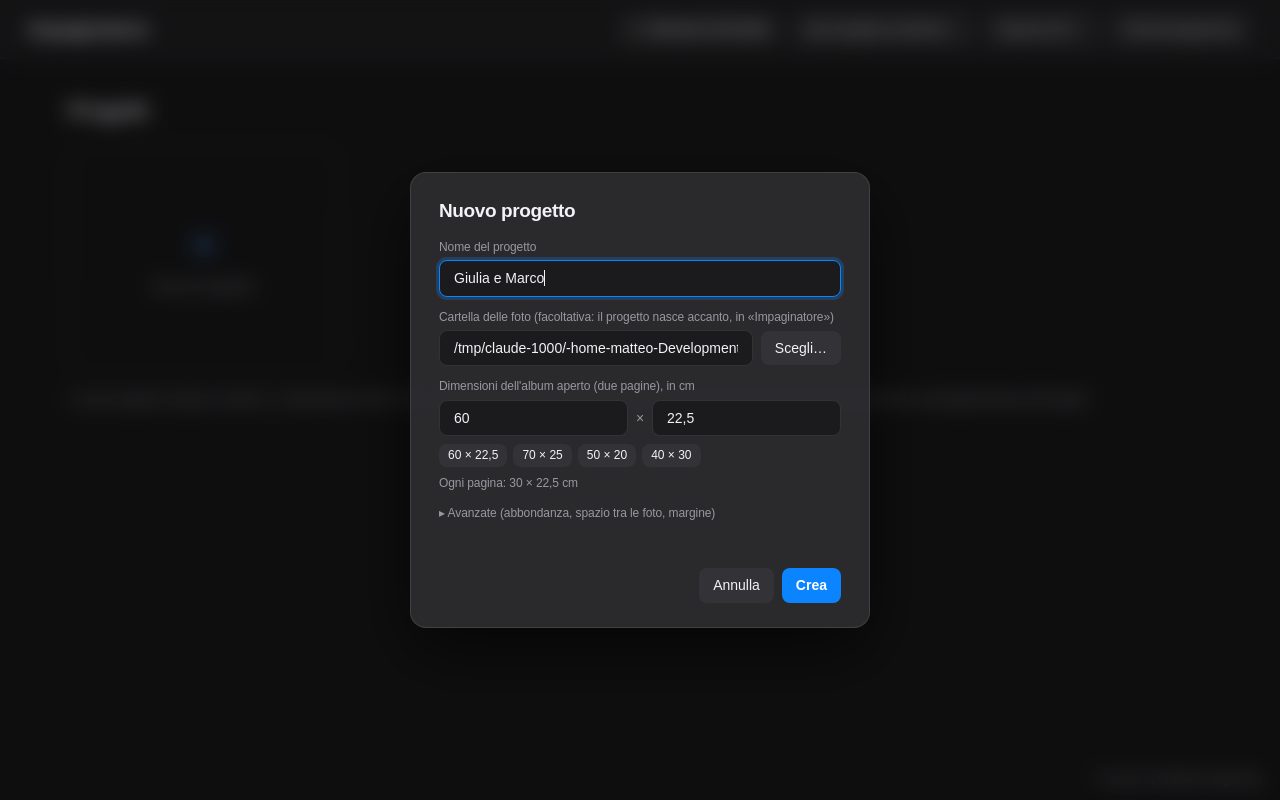 Nuovo progetto
Nome del progetto
Giulia e Marco
Cartella delle foto (facoltativa: il progetto nasce accanto, in «Impaginatore»)
/tmp/claude-1000/-home-matteo-Development Scegli…
Dimensioni dell'album aperto (due pagine), in cm
60 × 22,5
60 × 22,5 70 × 25 50 × 20 40 × 30
Ogni pagina: 30 × 22,5 cm
▸ Avanzate (abbondanza, spazio tra le foto, margine)
Annulla Crea